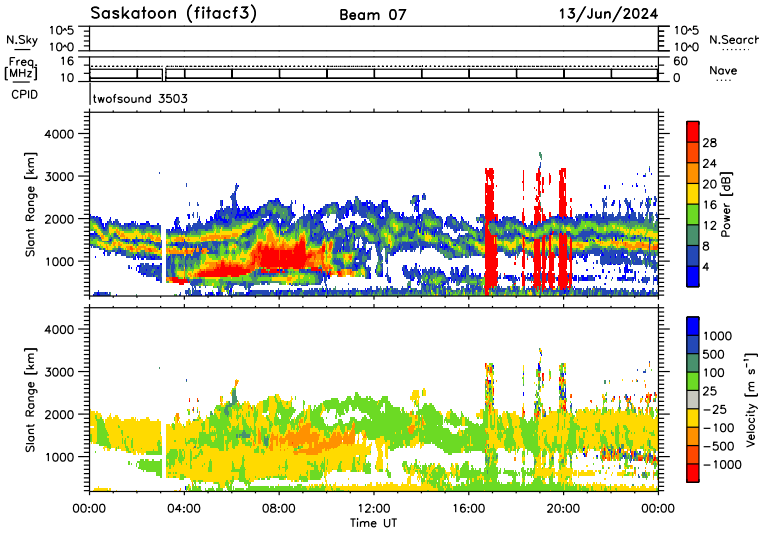 Saskatoon (fitacf3) Beam 07 13/Jun/2024
N.Sky 10^5 10^5 N.Search
10^0 10^0
Freq. [MHz] 16 60 Nave
10 0
CPID twofsound 3503
Slant Range [km] 4000 3000 2000 1000
28 24 20 16 12 8 4 Power [dB]
Slant Range [km] 4000 3000 2000 1000
1000 500 100 25 −25 −100 −500 −1000 Velocity [m s⁻¹]
00:00 04:00 08:00 12:00 16:00 20:00 00:00
Time UT